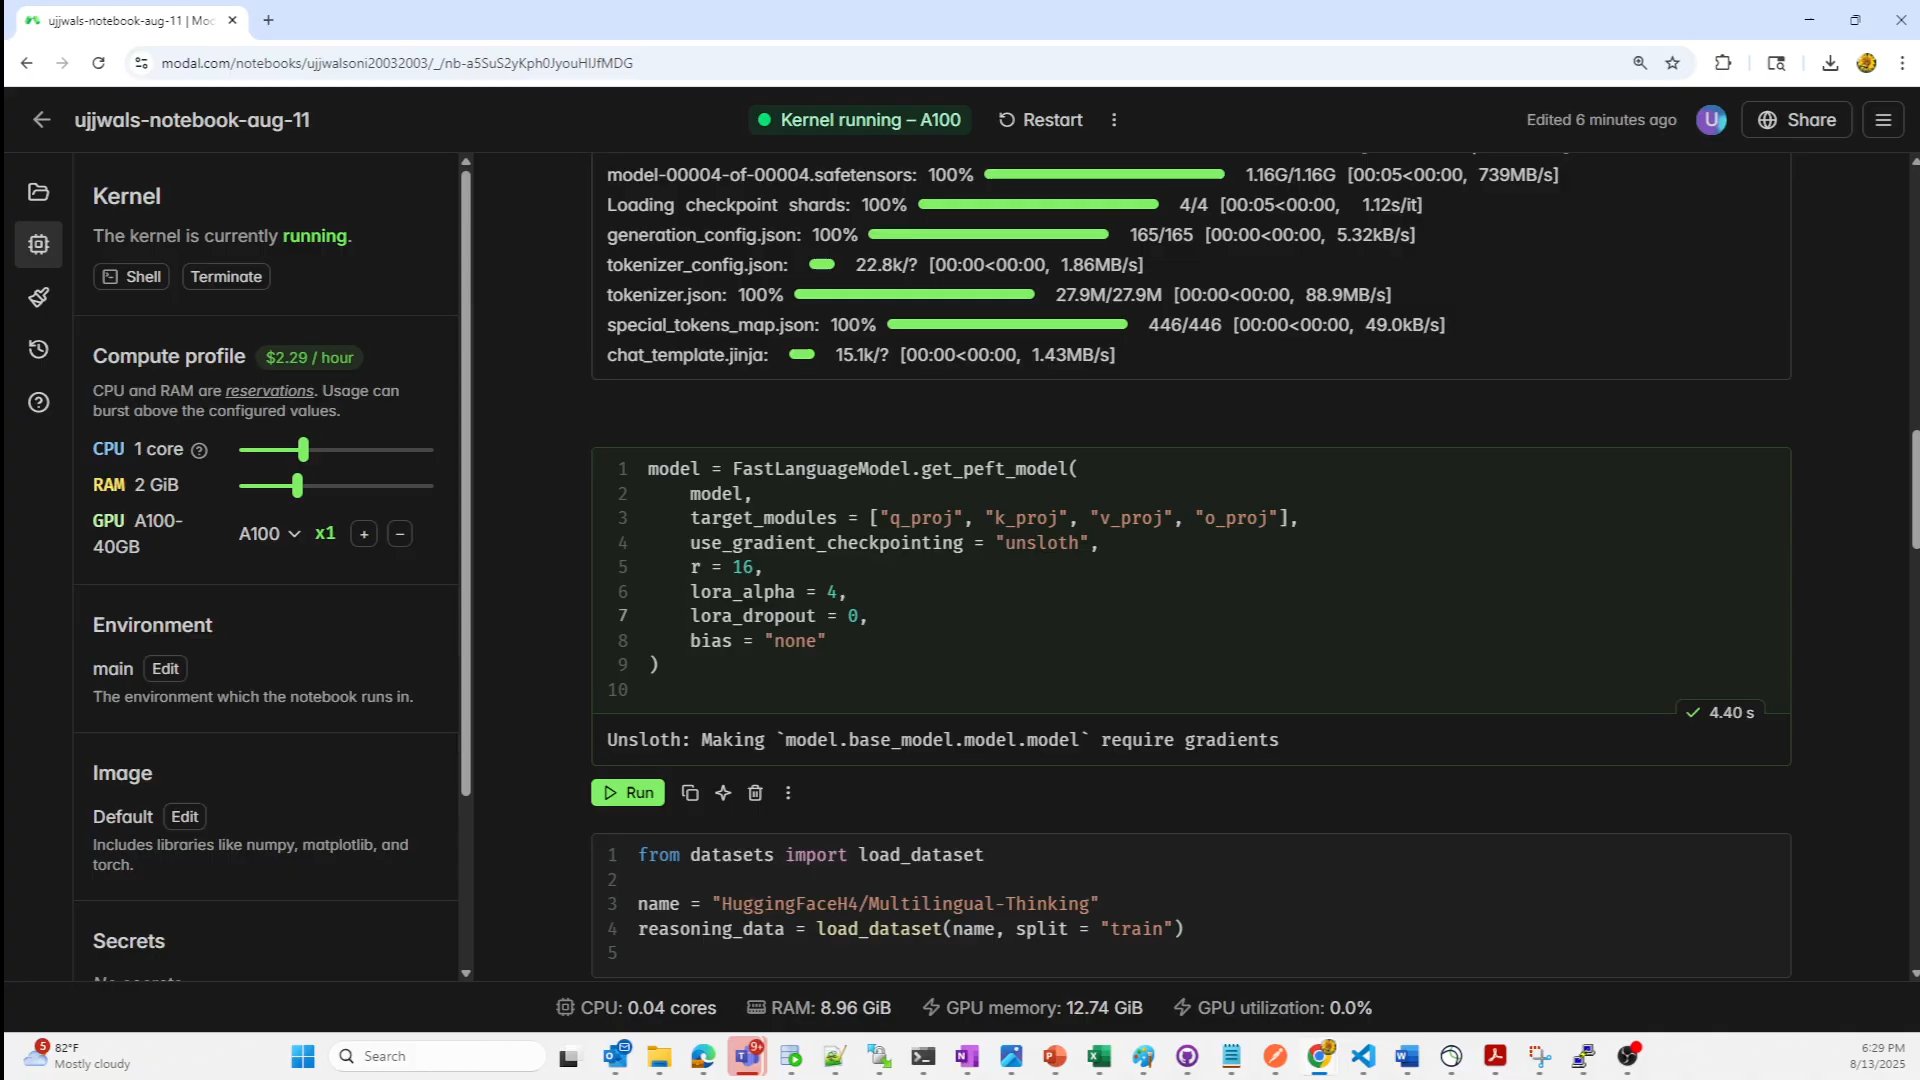 ujjwals-notebook-aug-11 | Mod
modal.com/notebooks/ujjwalsoni20032003/_/nb-a5SuS2yKph0JyouHIJfMDG
ujjwals-notebook-aug-11
Kernel running – A100
Restart
Edited 6 minutes ago
U
Share
Kernel
The kernel is currently running.
Shell
Terminate
Compute profile
$2.29 / hour
CPU and RAM are reservations. Usage can
burst above the configured values.
CPU 1 core
RAM 2 GiB
GPU A100-
40GB
A100
x1
+
−
Environment
main
Edit
The environment which the notebook runs in.
Image
Default
Edit
Includes libraries like numpy, matplotlib, and
torch.
Secrets
model-00004-of-00004.safetensors: 100% 1.16G/1.16G [00:05<00:00, 739MB/s]
Loading checkpoint shards: 100% 4/4 [00:05<00:00, 1.12s/it]
generation_config.json: 100% 165/165 [00:00<00:00, 5.32kB/s]
tokenizer_config.json: 22.8k/? [00:00<00:00, 1.86MB/s]
tokenizer.json: 100% 27.9M/27.9M [00:00<00:00, 88.9MB/s]
special_tokens_map.json: 100% 446/446 [00:00<00:00, 49.0kB/s]
chat_template.jinja: 15.1k/? [00:00<00:00, 1.43MB/s]
1 model = FastLanguageModel.get_peft_model(
2 model,
3 target_modules = ["q_proj", "k_proj", "v_proj", "o_proj"],
4 use_gradient_checkpointing = "unsloth",
5 r = 16,
6 lora_alpha = 4,
7 lora_dropout = 0,
8 bias = "none"
9 )
10
4.40 s
Unsloth: Making `model.base_model.model.model` require gradients
Run
1 from datasets import load_dataset
2
3 name = "HuggingFaceH4/Multilingual-Thinking"
4 reasoning_data = load_dataset(name, split = "train")
5
CPU: 0.04 cores
RAM: 8.96 GiB
GPU memory: 12.74 GiB
GPU utilization: 0.0%
5
82°F
Mostly cloudy
Search
9+
6:29 PM
8/13/2025